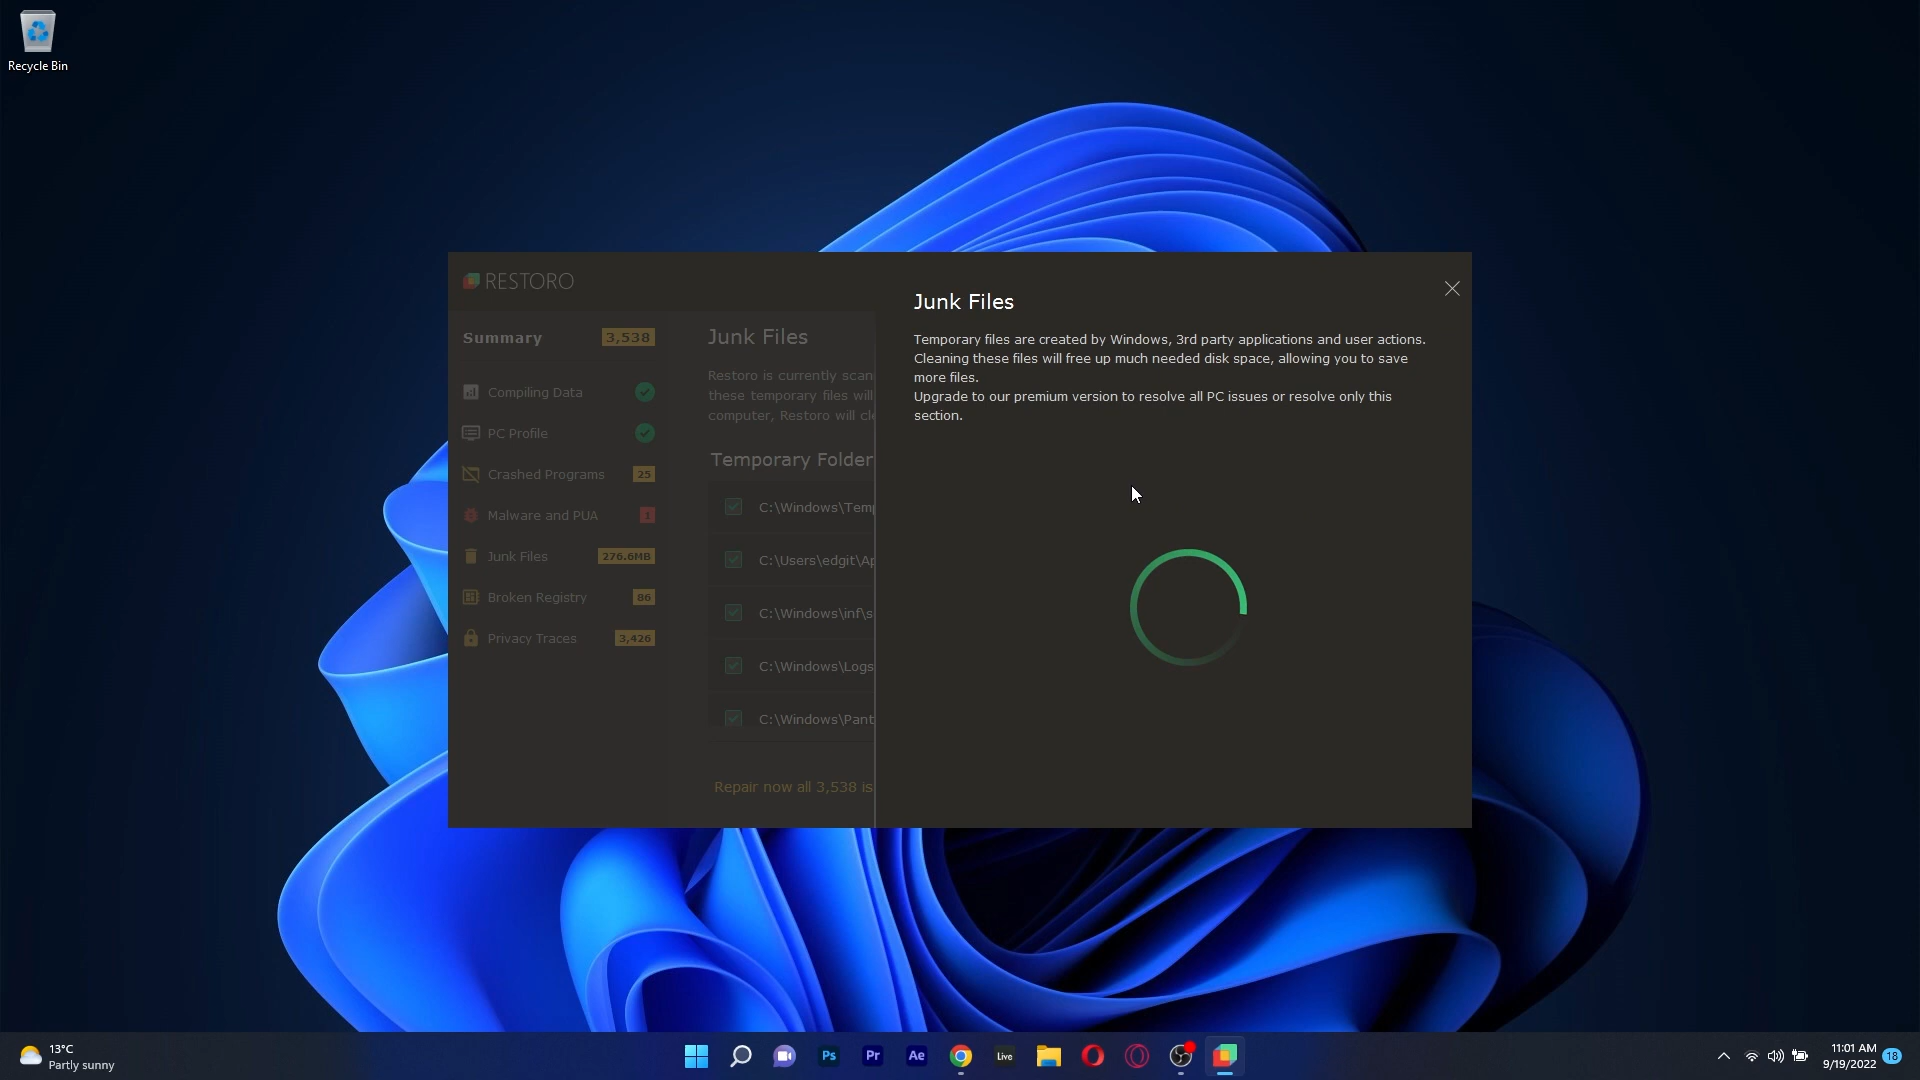 Recycle Bin
RESTORO
Summary
3,538
Compiling Data
PC Profile
Crashed Programs
25
Malware and PUA
1
Junk Files
276.6MB
Broken Registry
86
Privacy Traces
3,426
Junk Files
Restoro is currently scan
these temporary files will
computer, Restoro will cl
Temporary Folder
C:\Windows\Temp
C:\Users\edgit\Ap
C:\Windows\inf\s
C:\Windows\Logs
C:\Windows\Pant
Repair now all 3,538 is
Junk Files
Temporary files are created by Windows, 3rd party applications and user actions.
Cleaning these files will free up much needed disk space, allowing you to save
more files.
Upgrade to our premium version to resolve all PC issues or resolve only this
section.
13°C
Partly sunny
Ps
Pr
Ae
Live
11:01 AM
9/19/2022
18